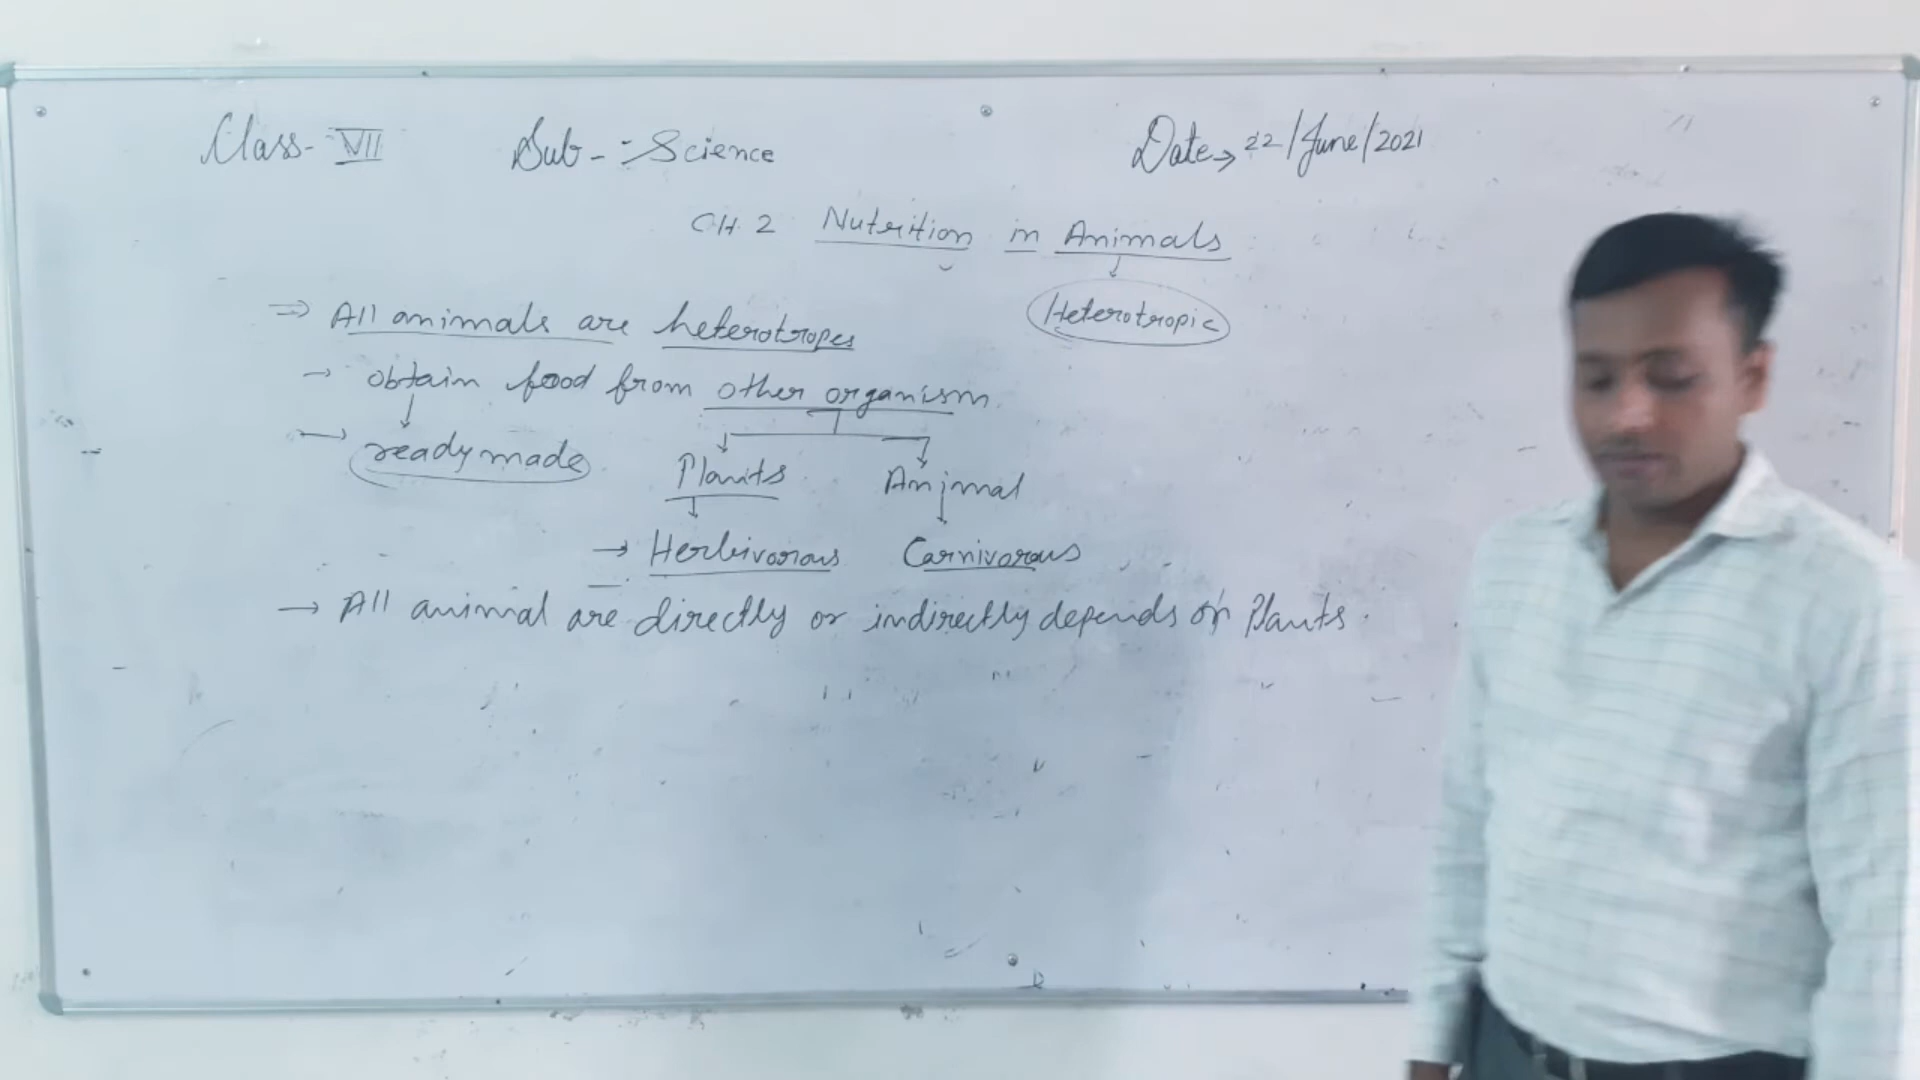 Class- VII Sub-:- Science Date→ 22/June/2021
CH. 2 Nutrition in Animals
Heterotropic
⇒ All animals are heterotropes
→ obtain food from other organism.
→ readymade
Plants Animal
→ Herbivorous Carnivorous
→ All animal are directly or indirectly depends on Plants.